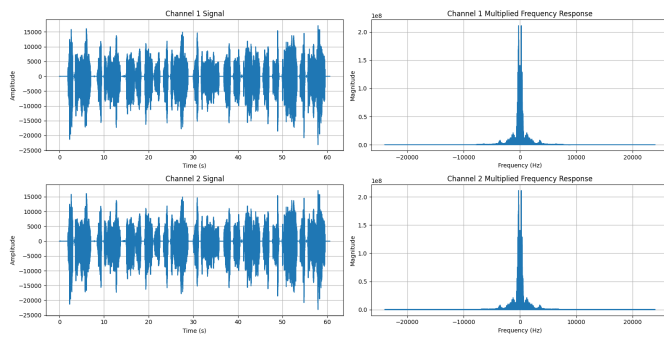 Channel 1 Signal
15000
10000
5000
0
−5000
−10000
−15000
−20000
−25000
Amplitude
0 10 20 30 40 50 60
Time (s)
Channel 1 Multiplied Frequency Response
1e8
2.0
1.5
1.0
0.5
0.0
Magnitude
−20000 −10000 0 10000 20000
Frequency (Hz)
Channel 2 Signal
15000
10000
5000
0
−5000
−10000
−15000
−20000
−25000
Amplitude
0 10 20 30 40 50 60
Time (s)
Channel 2 Multiplied Frequency Response
1e8
2.0
1.5
1.0
0.5
0.0
Magnitude
−20000 −10000 0 10000 20000
Frequency (Hz)